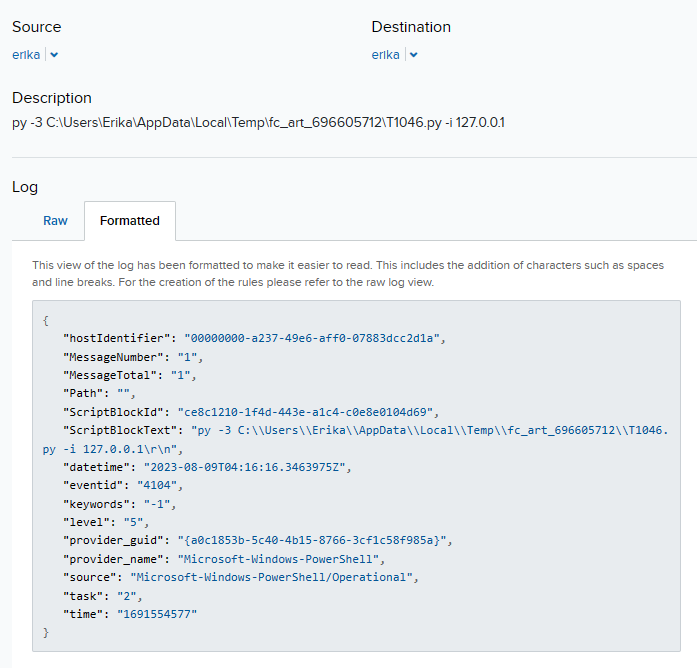 Source
Destination
erika
erika
Description
py -3 C:\Users\Erika\AppData\Local\Temp\fc_art_696605712\T1046.py -i 127.0.0.1
Log
Raw
Formatted
This view of the log has been formatted to make it easier to read. This includes the addition of characters such as spaces
and line breaks. For the creation of the rules please refer to the raw log view.
{
"hostIdentifier": "00000000-a237-49e6-aff0-07883dcc2d1a",
"MessageNumber": "1",
"MessageTotal": "1",
"Path": "",
"ScriptBlockId": "ce8c1210-1f4d-443e-a1c4-c0e8e0104d69",
"ScriptBlockText": "py -3 C:\\Users\\Erika\\AppData\\Local\\Temp\\fc_art_696605712\\T1046.
py -i 127.0.0.1\r\n",
"datetime": "2023-08-09T04:16:16.3463975Z",
"eventid": "4104",
"keywords": "-1",
"level": "5",
"provider_guid": "{a0c1853b-5c40-4b15-8766-3cf1c58f985a}",
"provider_name": "Microsoft-Windows-PowerShell",
"source": "Microsoft-Windows-PowerShell/Operational",
"task": "2",
"time": "1691554577"
}